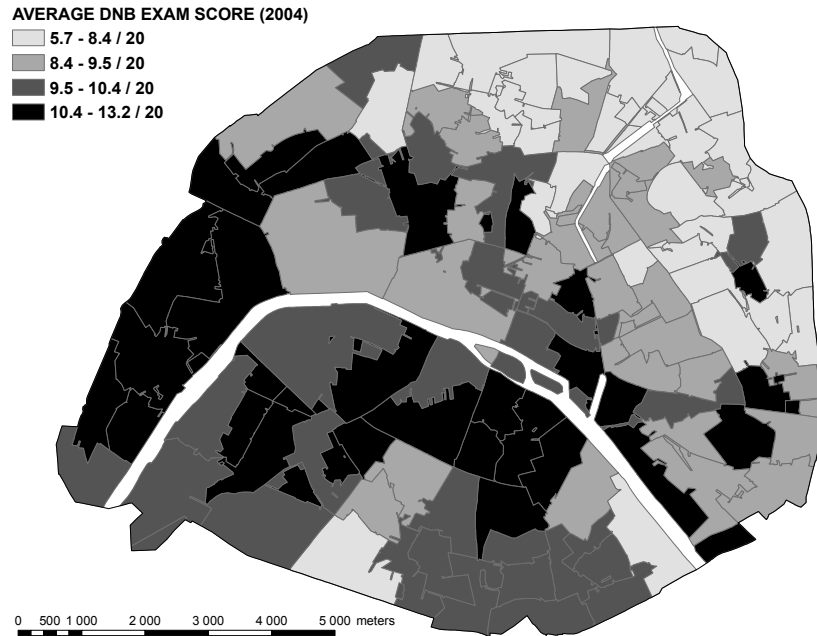 AVERAGE DNB EXAM SCORE (2004)
5.7 - 8.4 / 20
8.4 - 9.5 / 20
9.5 - 10.4 / 20
10.4 - 13.2 / 20
0 500 1 000 2 000 3 000 4 000 5 000 meters